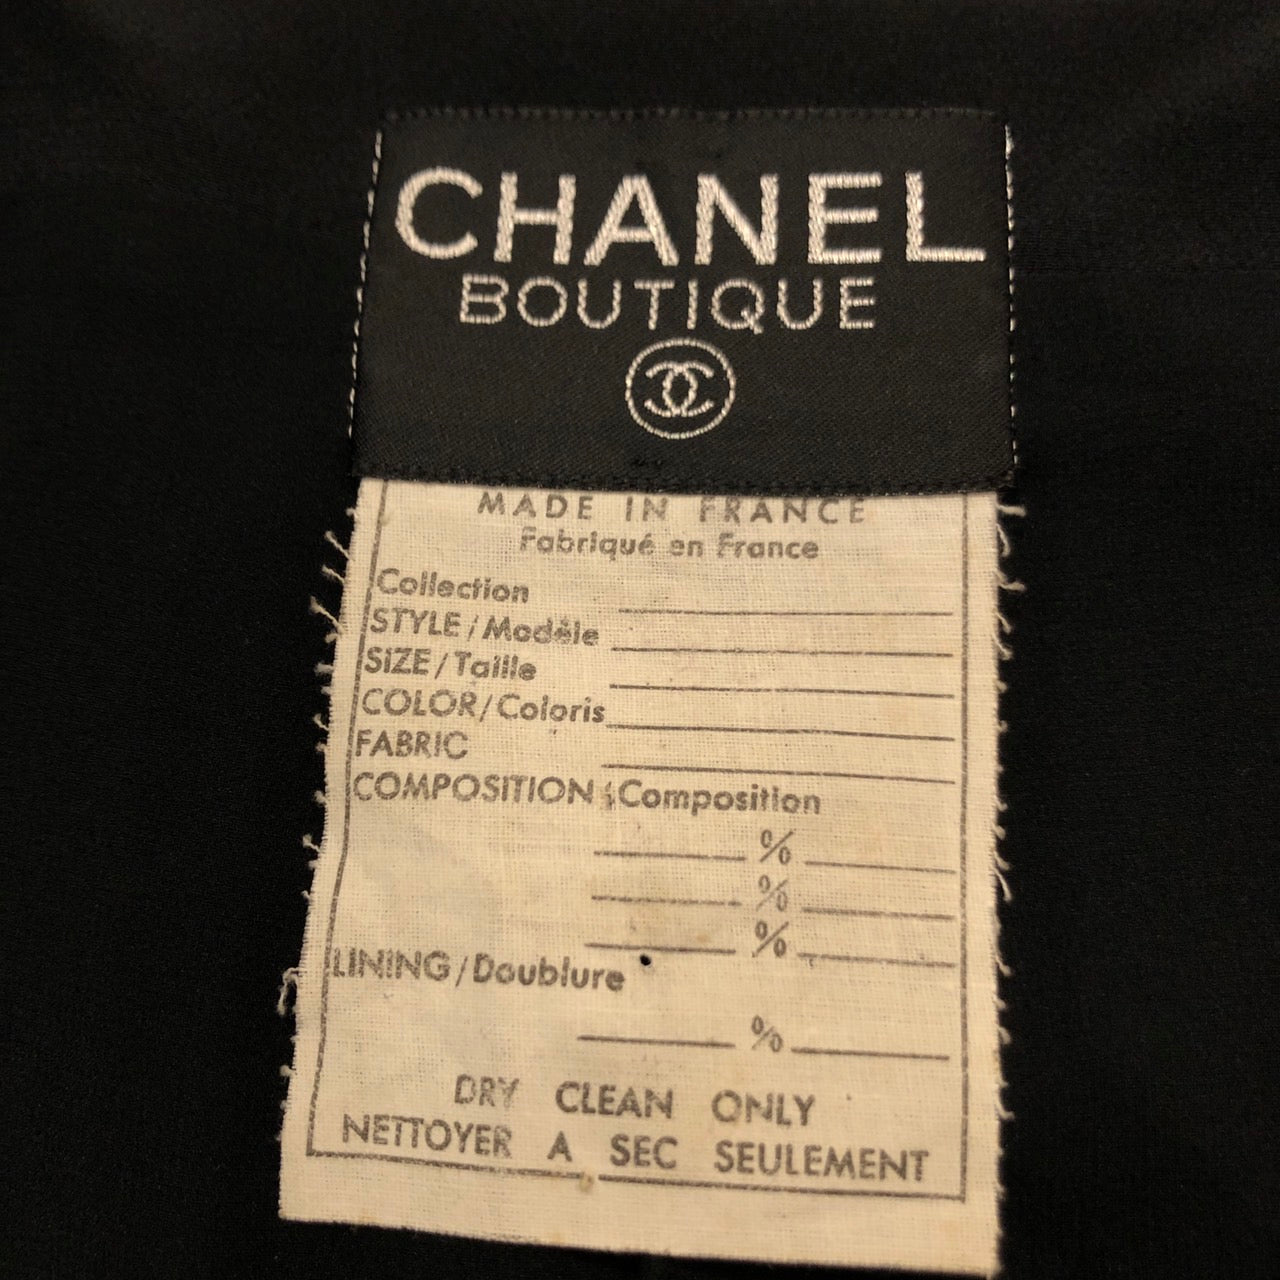 CHANEL
BOUTIQUE
MADE IN FRANCE
Fabriqué en France
Collection
STYLE/Modèle
SIZE/Taille
COLOR/Coloris
FABRIC
COMPOSITION/Composition
%
%
%
LINING/Doublure
%
DRY CLEAN ONLY
NETTOYER A SEC SEULEMENT